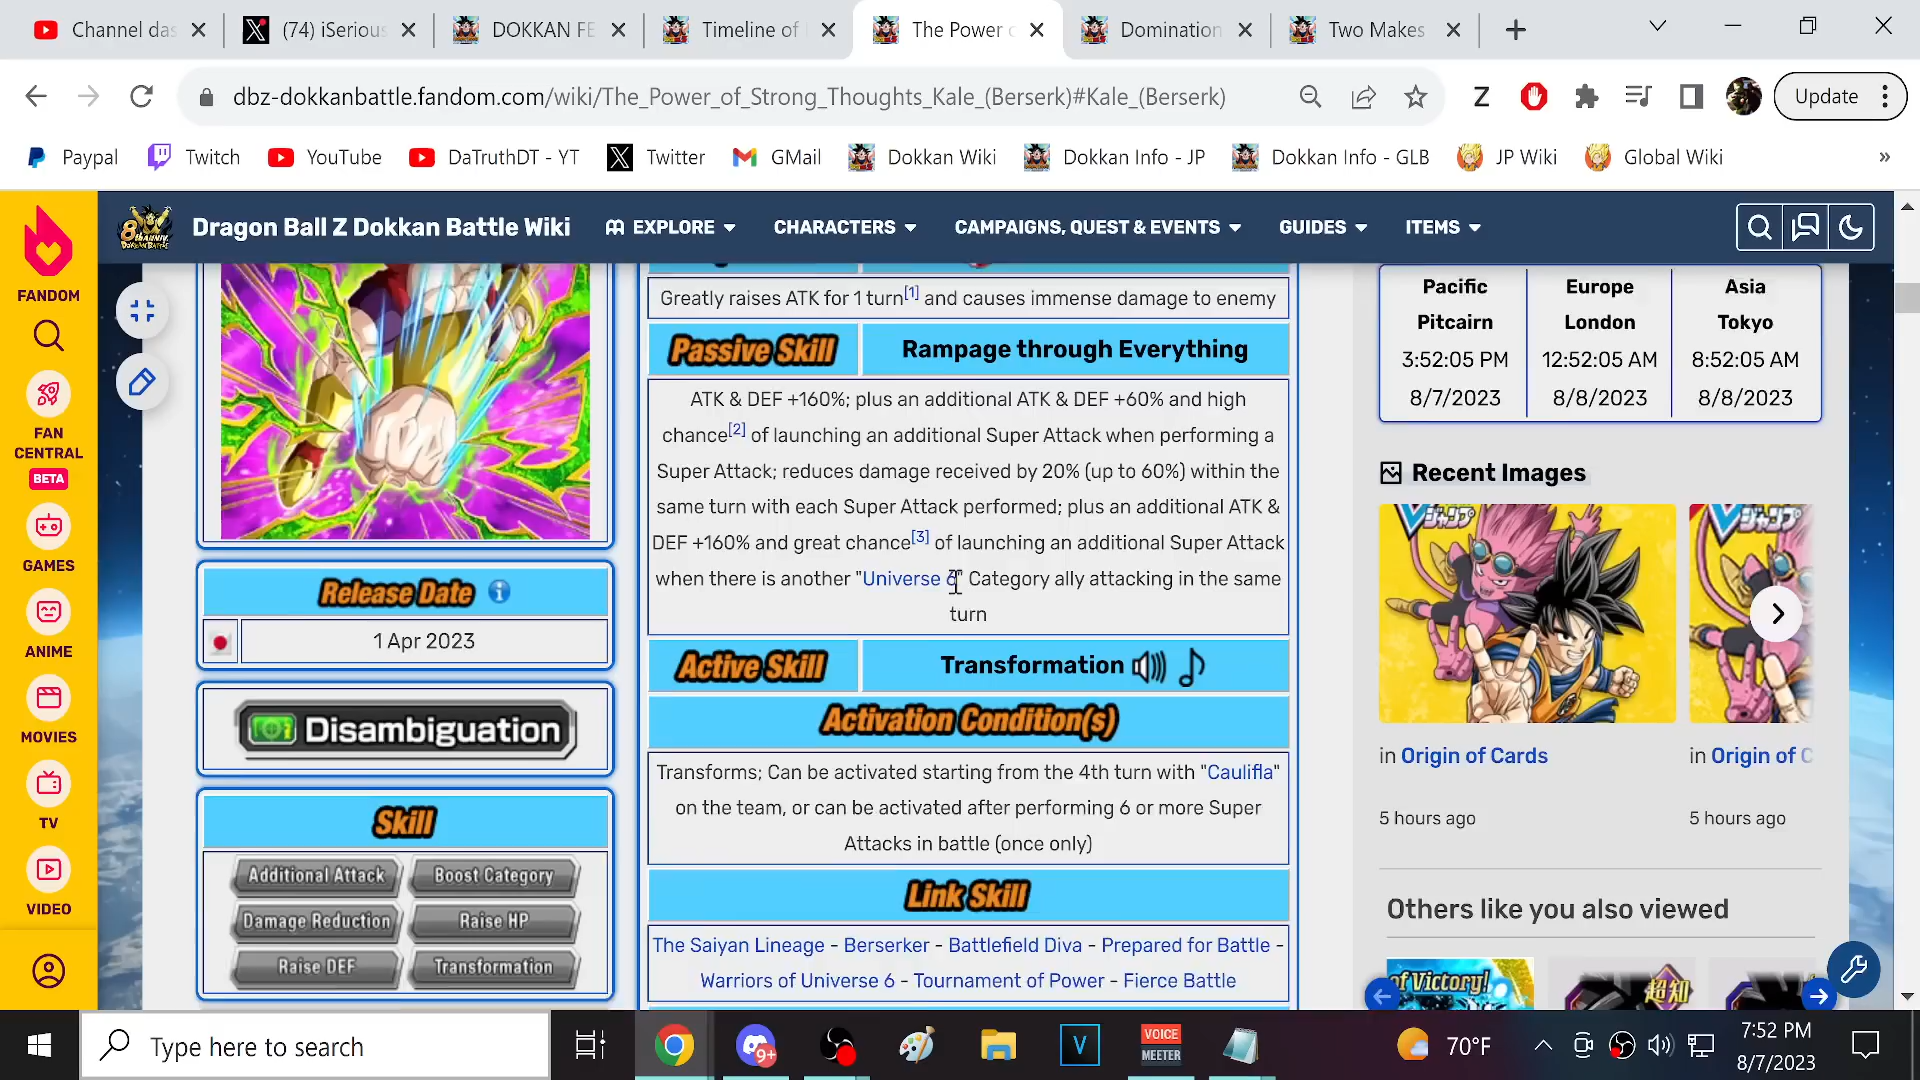 Channel das
(74) iSerious
DOKKAN FE
Timeline of
The Power o
Domination
Two Makes
dbz-dokkanbattle.fandom.com/wiki/The_Power_of_Strong_Thoughts_Kale_(Berserk)#Kale_(Berserk)
Z
Update
Paypal
Twitch
YouTube
DaTruthDT - YT
Twitter
GMail
Dokkan Wiki
Dokkan Info - JP
Dokkan Info - GLB
JP Wiki
Global Wiki
»
Dragon Ball Z Dokkan Battle Wiki
EXPLORE
CHARACTERS
CAMPAIGNS, QUEST & EVENTS
GUIDES
ITEMS
FANDOM
FAN
CENTRAL
BETA
GAMES
ANIME
MOVIES
TV
VIDEO
Release Date
1 Apr 2023
Disambiguation
Skill
Additional Attack
Boost Category
Damage Reduction
Raise HP
Raise DEF
Transformation
Greatly raises ATK for 1 turn[1] and causes immense damage to enemy
Passive Skill
Rampage through Everything
ATK & DEF +160%; plus an additional ATK & DEF +60% and high
chance[2] of launching an additional Super Attack when performing a
Super Attack; reduces damage received by 20% (up to 60%) within the
same turn with each Super Attack performed; plus an additional ATK &
DEF +160% and great chance[3] of launching an additional Super Attack
when there is another "Universe 6" Category ally attacking in the same
turn
Active Skill
Transformation
Activation Condition(s)
Transforms; Can be activated starting from the 4th turn with "Caulifla"
on the team, or can be activated after performing 6 or more Super
Attacks in battle (once only)
Link Skill
The Saiyan Lineage - Berserker - Battlefield Diva - Prepared for Battle -
Warriors of Universe 6 - Tournament of Power - Fierce Battle
Pacific
Pitcairn
3:52:05 PM
8/7/2023
Europe
London
12:52:05 AM
8/8/2023
Asia
Tokyo
8:52:05 AM
8/8/2023
Recent Images
in Origin of Cards
5 hours ago
in Origin of C
5 hours ago
Others like you also viewed
of Victory!
超知
Type here to search
9+
V
VOICE
MEETER
70°F
7:52 PM
8/7/2023